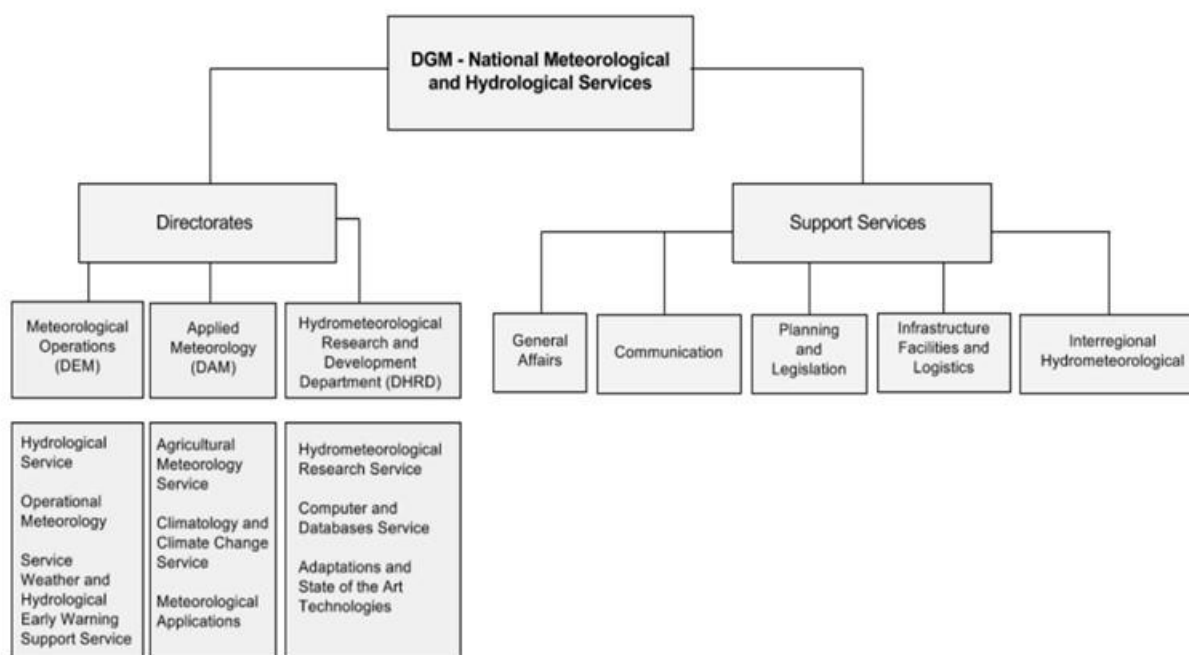 DGM - National Meteorological
and Hydrological Services
Directorates
Support Services
Meteorological
Operations
(DEM)
Applied
Meteorology
(DAM)
Hydrometeorological
Research and
Development
Department (DHRD)
General
Affairs
Communication
Planning
and
Legislation
Infrastructure
Facilities and
Logistics
Interregional
Hydrometeorological
Hydrological
Service
Operational
Meteorology
Service
Weather and
Hydrological
Early Warning
Support Service
Agricultural
Meteorology
Service
Climatology and
Climate Change
Service
Meteorological
Applications
Hydrometeorological
Research Service
Computer and
Databases Service
Adaptations and
State of the Art
Technologies